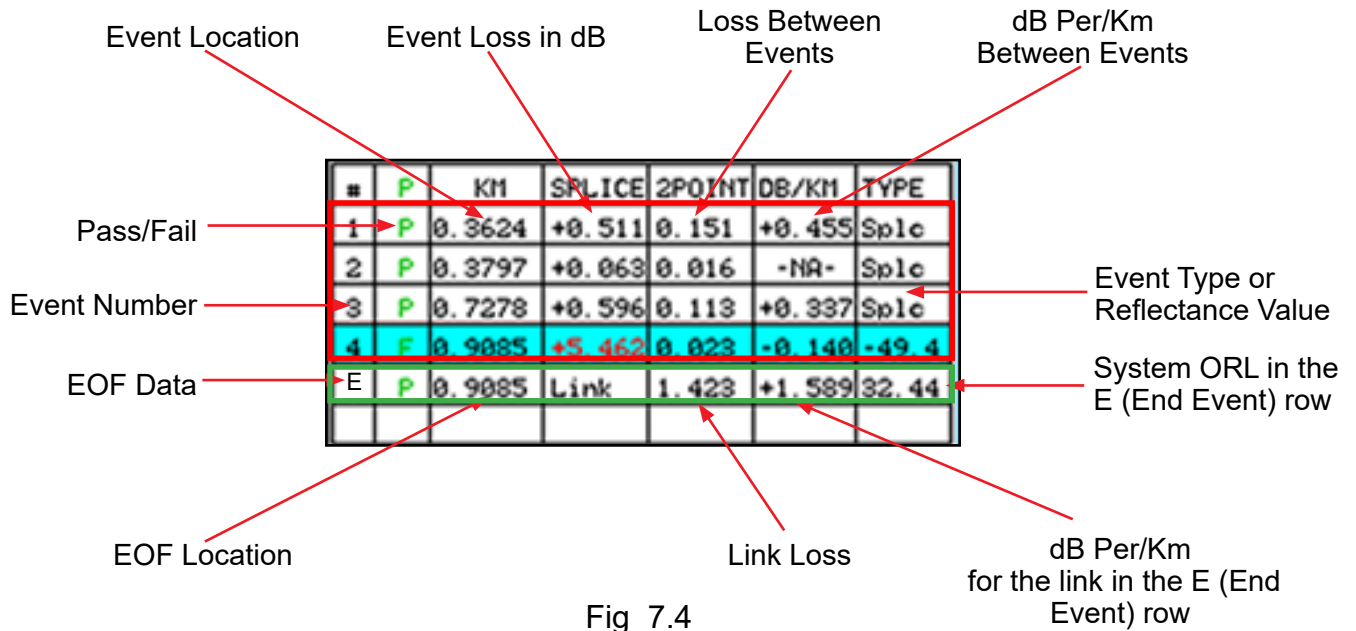 Event Location
Event Loss in dB
Loss Between
Events
dB Per/Km
Between Events
# P KM SPLICE 2POINT DB/KM TYPE
1 P 0.3624 +0.511 0.151 +0.455 Splc
2 P 0.3797 +0.063 0.016 -NA- Splc
3 P 0.7278 +0.596 0.113 +0.337 Splc
4 F 0.9085 +5.462 0.023 -0.140 -49.4
E P 0.9085 Link 1.423 +1.589 32.44
Pass/Fail
Event Number
EOF Data
Event Type or
Reflectance Value
System ORL in the
E (End Event) row
EOF Location
Link Loss
dB Per/Km
for the link in the E (End
Event) row
Fig 7.4